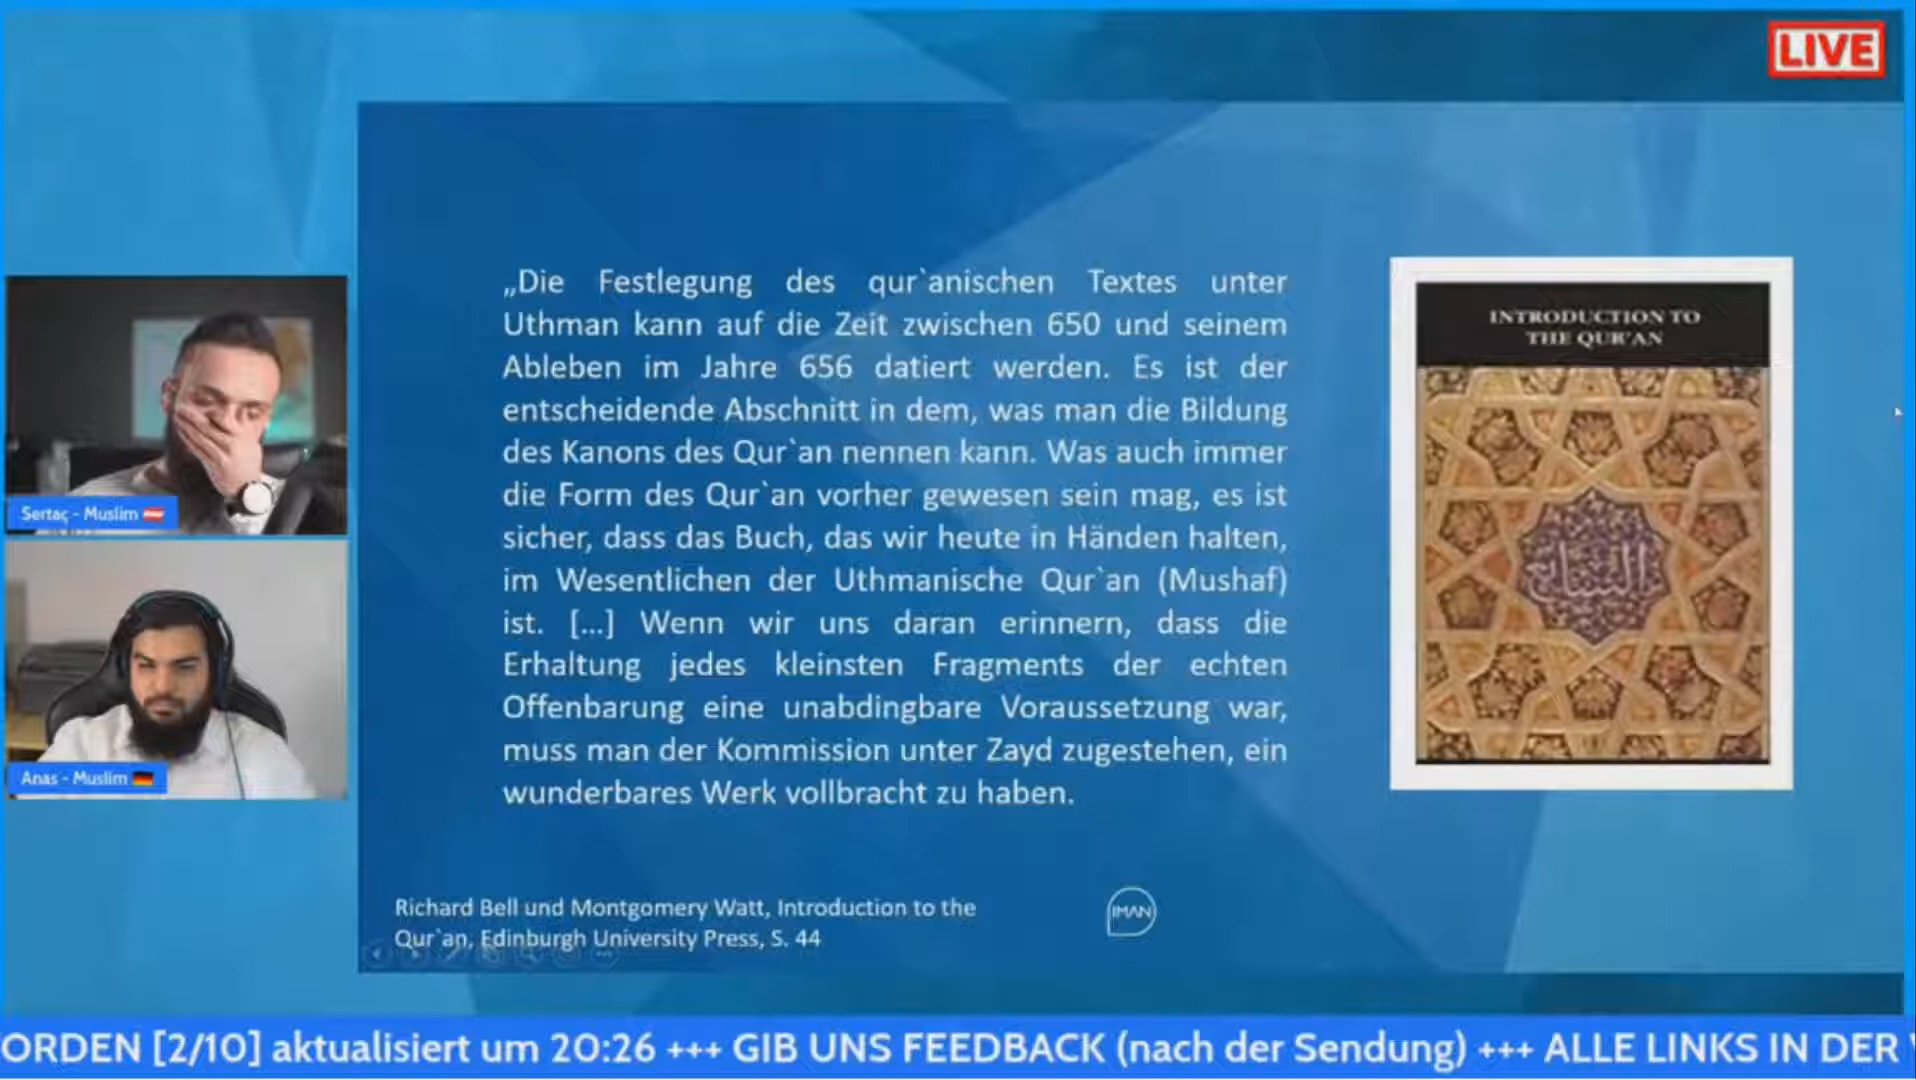 LIVE
„Die Festlegung des qur`anischen Textes unter
Uthman kann auf die Zeit zwischen 650 und seinem
Ableben im Jahre 656 datiert werden. Es ist der
entscheidende Abschnitt in dem, was man die Bildung
des Kanons des Qur`an nennen kann. Was auch immer
die Form des Qur`an vorher gewesen sein mag, es ist
sicher, dass das Buch, das wir heute in Händen halten,
im Wesentlichen der Uthmanische Qur`an (Mushaf)
ist. [...] Wenn wir uns daran erinnern, dass die
Erhaltung jedes kleinsten Fragments der echten
Offenbarung eine unabdingbare Voraussetzung war,
muss man der Kommission unter Zayd zugestehen, ein
wunderbares Werk vollbracht zu haben.
INTRODUCTION TO
THE QUR'AN
Sertaç - Muslim
Anas - Muslim
Richard Bell und Montgomery Watt, Introduction to the
Qur`an, Edinburgh University Press, S. 44
IMAN
ORDEN [2/10] aktualisiert um 20:26 +++ GIB UNS FEEDBACK (nach der Sendung) +++ ALLE LINKS IN DER